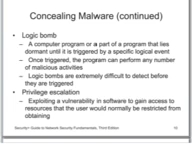 Concealing Malware (continued)
• Logic bomb
– A computer program or a part of a program that lies
dormant until it is triggered by a specific logical event
– Once triggered, the program can perform any number
of malicious activities
– Logic bombs are extremely difficult to detect before
they are triggered
• Privilege escalation
– Exploiting a vulnerability in software to gain access to
resources that the user would normally be restricted from
obtaining
Security+ Guide to Network Security Fundamentals, Third Edition